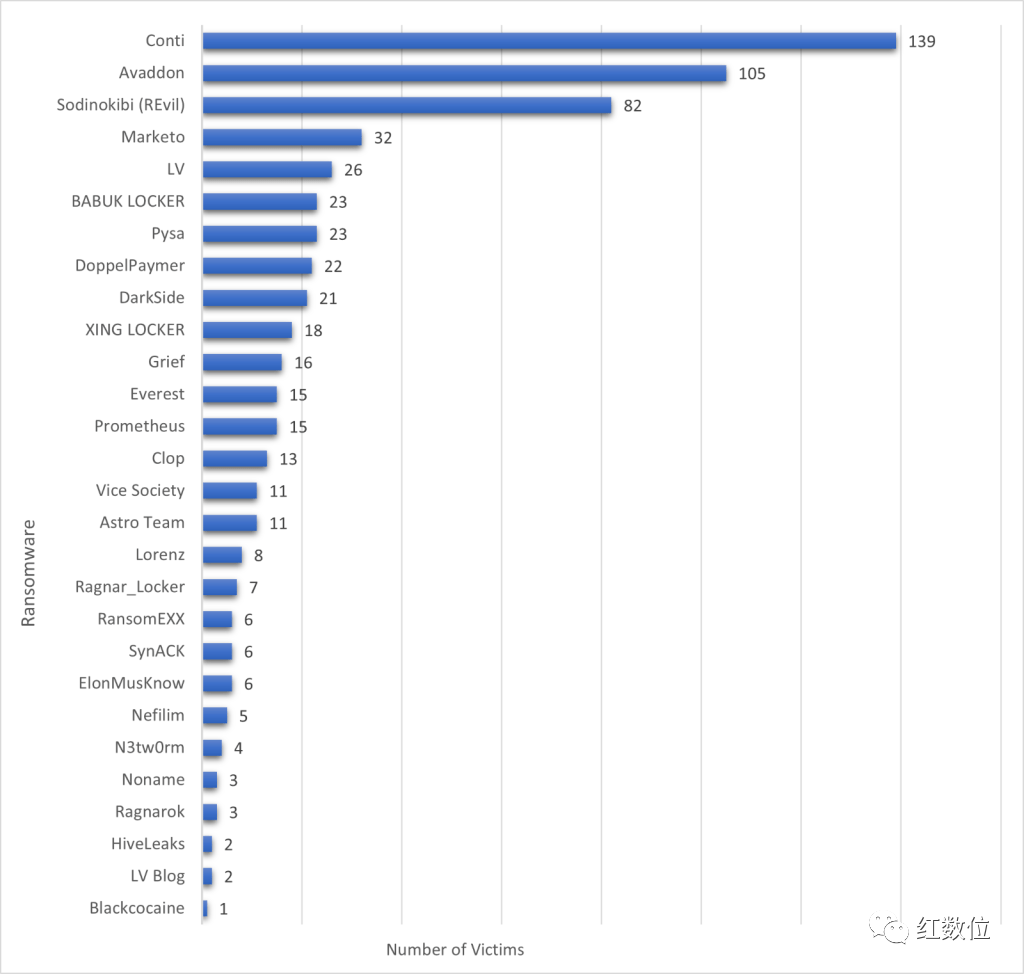 Conti 139
Avaddon 105
Sodinokibi (REvil) 82
Marketo 32
LV 26
BABUK LOCKER 23
Pysa 23
DoppelPaymer 22
DarkSide 21
XING LOCKER 18
Grief 16
Everest 15
Prometheus 15
Clop 13
Vice Society 11
Astro Team 11
Lorenz 8
Ragnar_Locker 7
RansomEXX 6
SynACK 6
ElonMusKnow 6
Nefilim 5
N3tw0rm 4
Noname 3
Ragnarok 3
HiveLeaks 2
LV Blog 2
Blackcocaine 1
Ransomware
Number of Victims
红数位